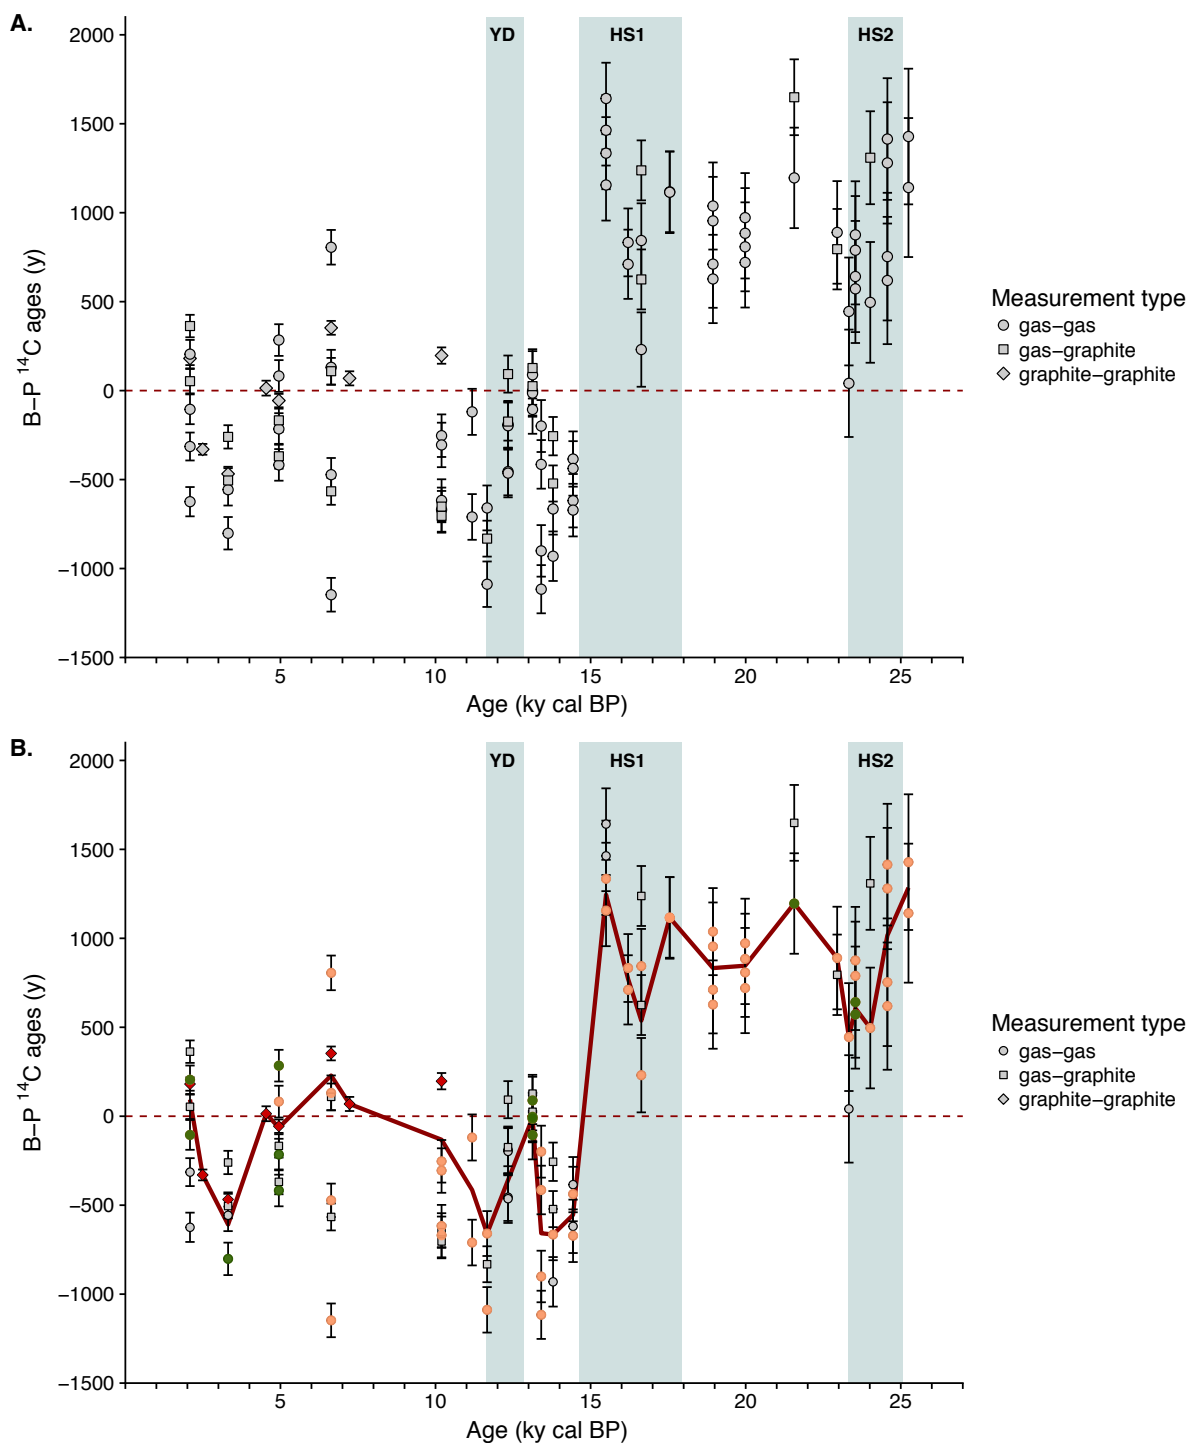 A.
YD
HS1
HS2
2000
1500
1000
500
0
−500
−1000
−1500
B−P ¹⁴C ages (y)
5
10
15
20
25
Age (ky cal BP)
Measurement type
gas−gas
gas−graphite
graphite−graphite
B.
YD
HS1
HS2
2000
1500
1000
500
0
−500
−1000
−1500
B−P ¹⁴C ages (y)
5
10
15
20
25
Age (ky cal BP)
Measurement type
gas−gas
gas−graphite
graphite−graphite